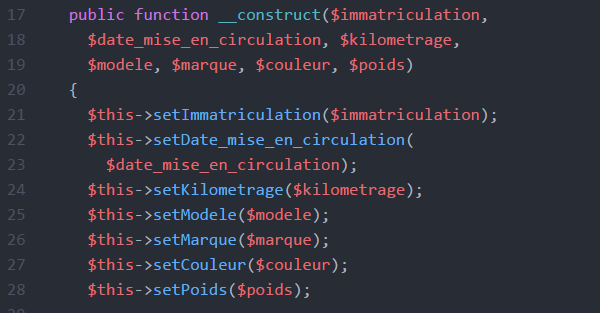 17 public function __construct($immatriculation,
18 $date_mise_en_circulation, $kilometrage,
19 $modele, $marque, $couleur, $poids)
20 {
21 $this->setImmatriculation($immatriculation);
22 $this->setDate_mise_en_circulation(
23 $date_mise_en_circulation);
24 $this->setKilometrage($kilometrage);
25 $this->setModele($modele);
26 $this->setMarque($marque);
27 $this->setCouleur($couleur);
28 $this->setPoids($poids);